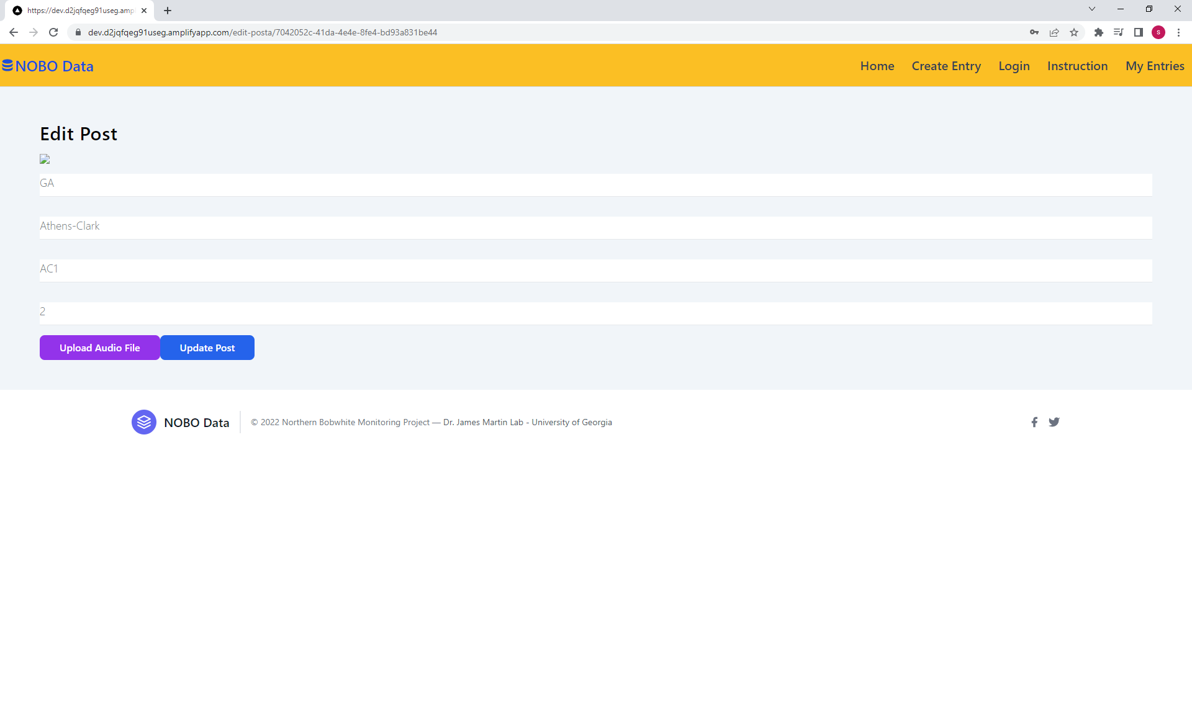 https://dev.d2jqfqeg91useg.amp
dev.d2jqfqeg91useg.amplifyapp.com/edit-posta/7042052c-41da-4e4e-8fe4-bd93a831be44
S
NOBO Data
Home Create Entry Login Instruction My Entries
Edit Post
GA
Athens-Clark
AC1
2
Upload Audio File Update Post
NOBO Data © 2022 Northern Bobwhite Monitoring Project — Dr. James Martin Lab - University of Georgia